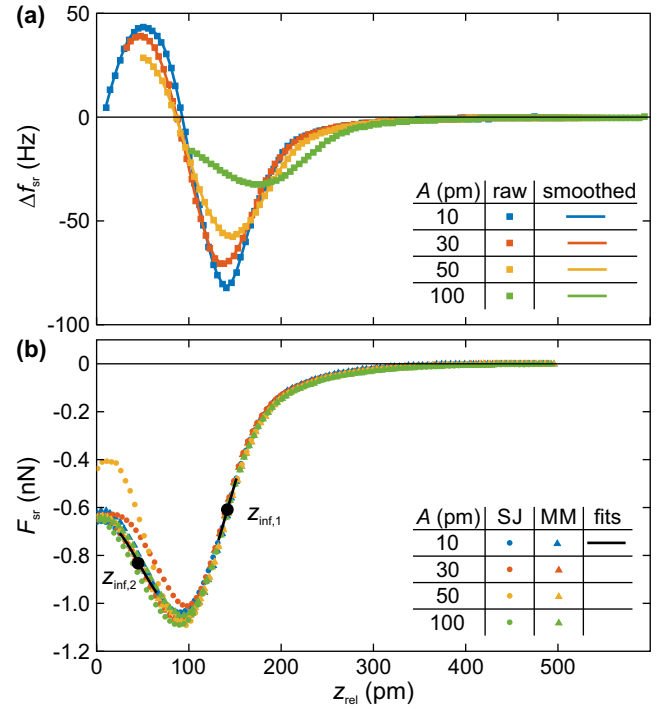 (a)
50
0
-50
-100
Δf_sr (Hz)
A (pm) raw smoothed
10
30
50
100
(b)
0
-0.2
-0.4
-0.6
-0.8
-1.0
-1.2
F_sr (nN)
z_inf,1
z_inf,2
A (pm) SJ MM fits
10
30
50
100
0 100 200 300 400 500
z_rel (pm)